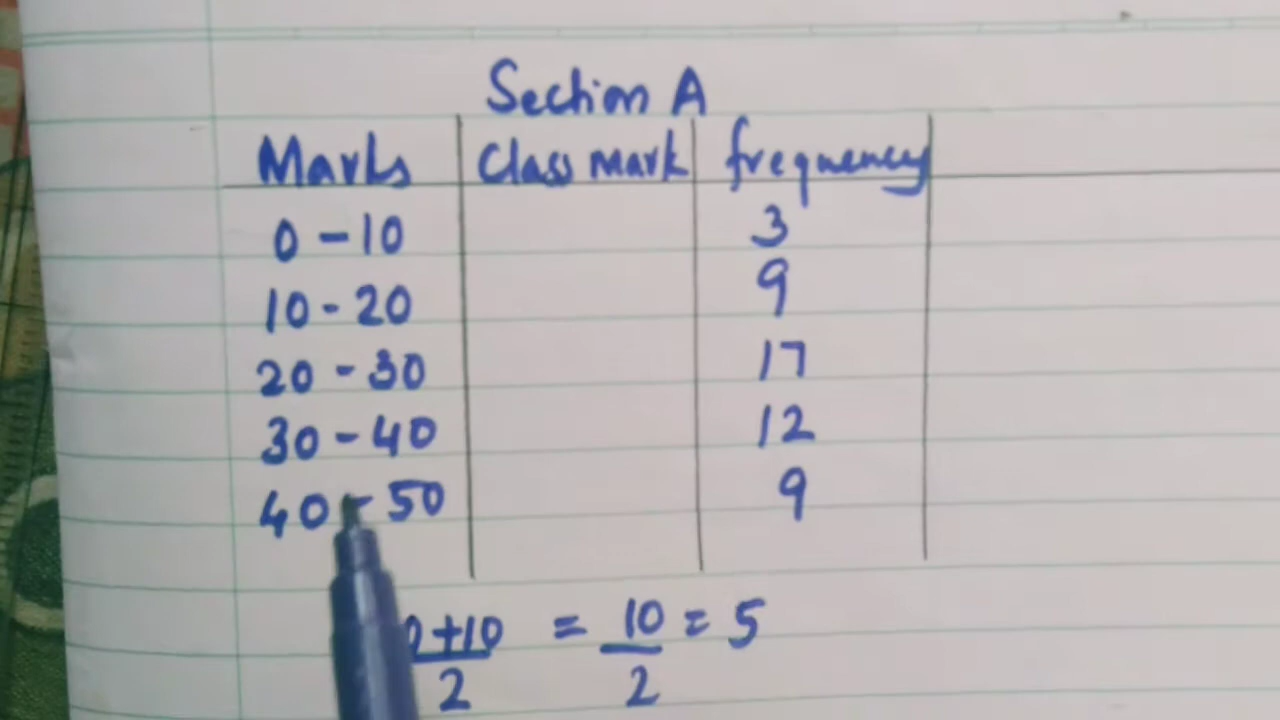 Section A
Marks Class mark frequency
0 - 10 3
10 - 20 9
20 - 30 17
30 - 40 12
40 - 50 9
0+10 = 10 = 5
2 2